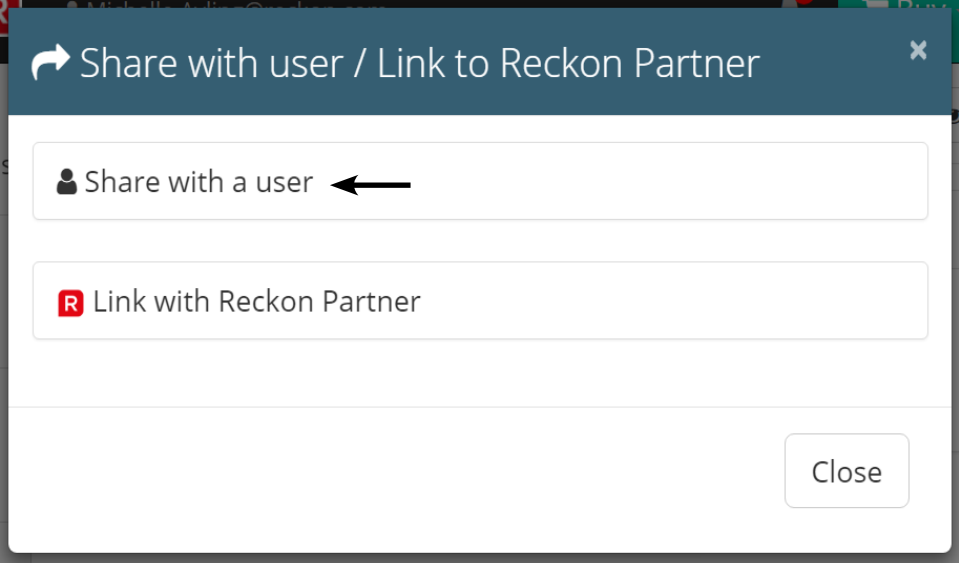 Share with user / Link to Reckon Partner
×
Share with a user
R Link with Reckon Partner
Close